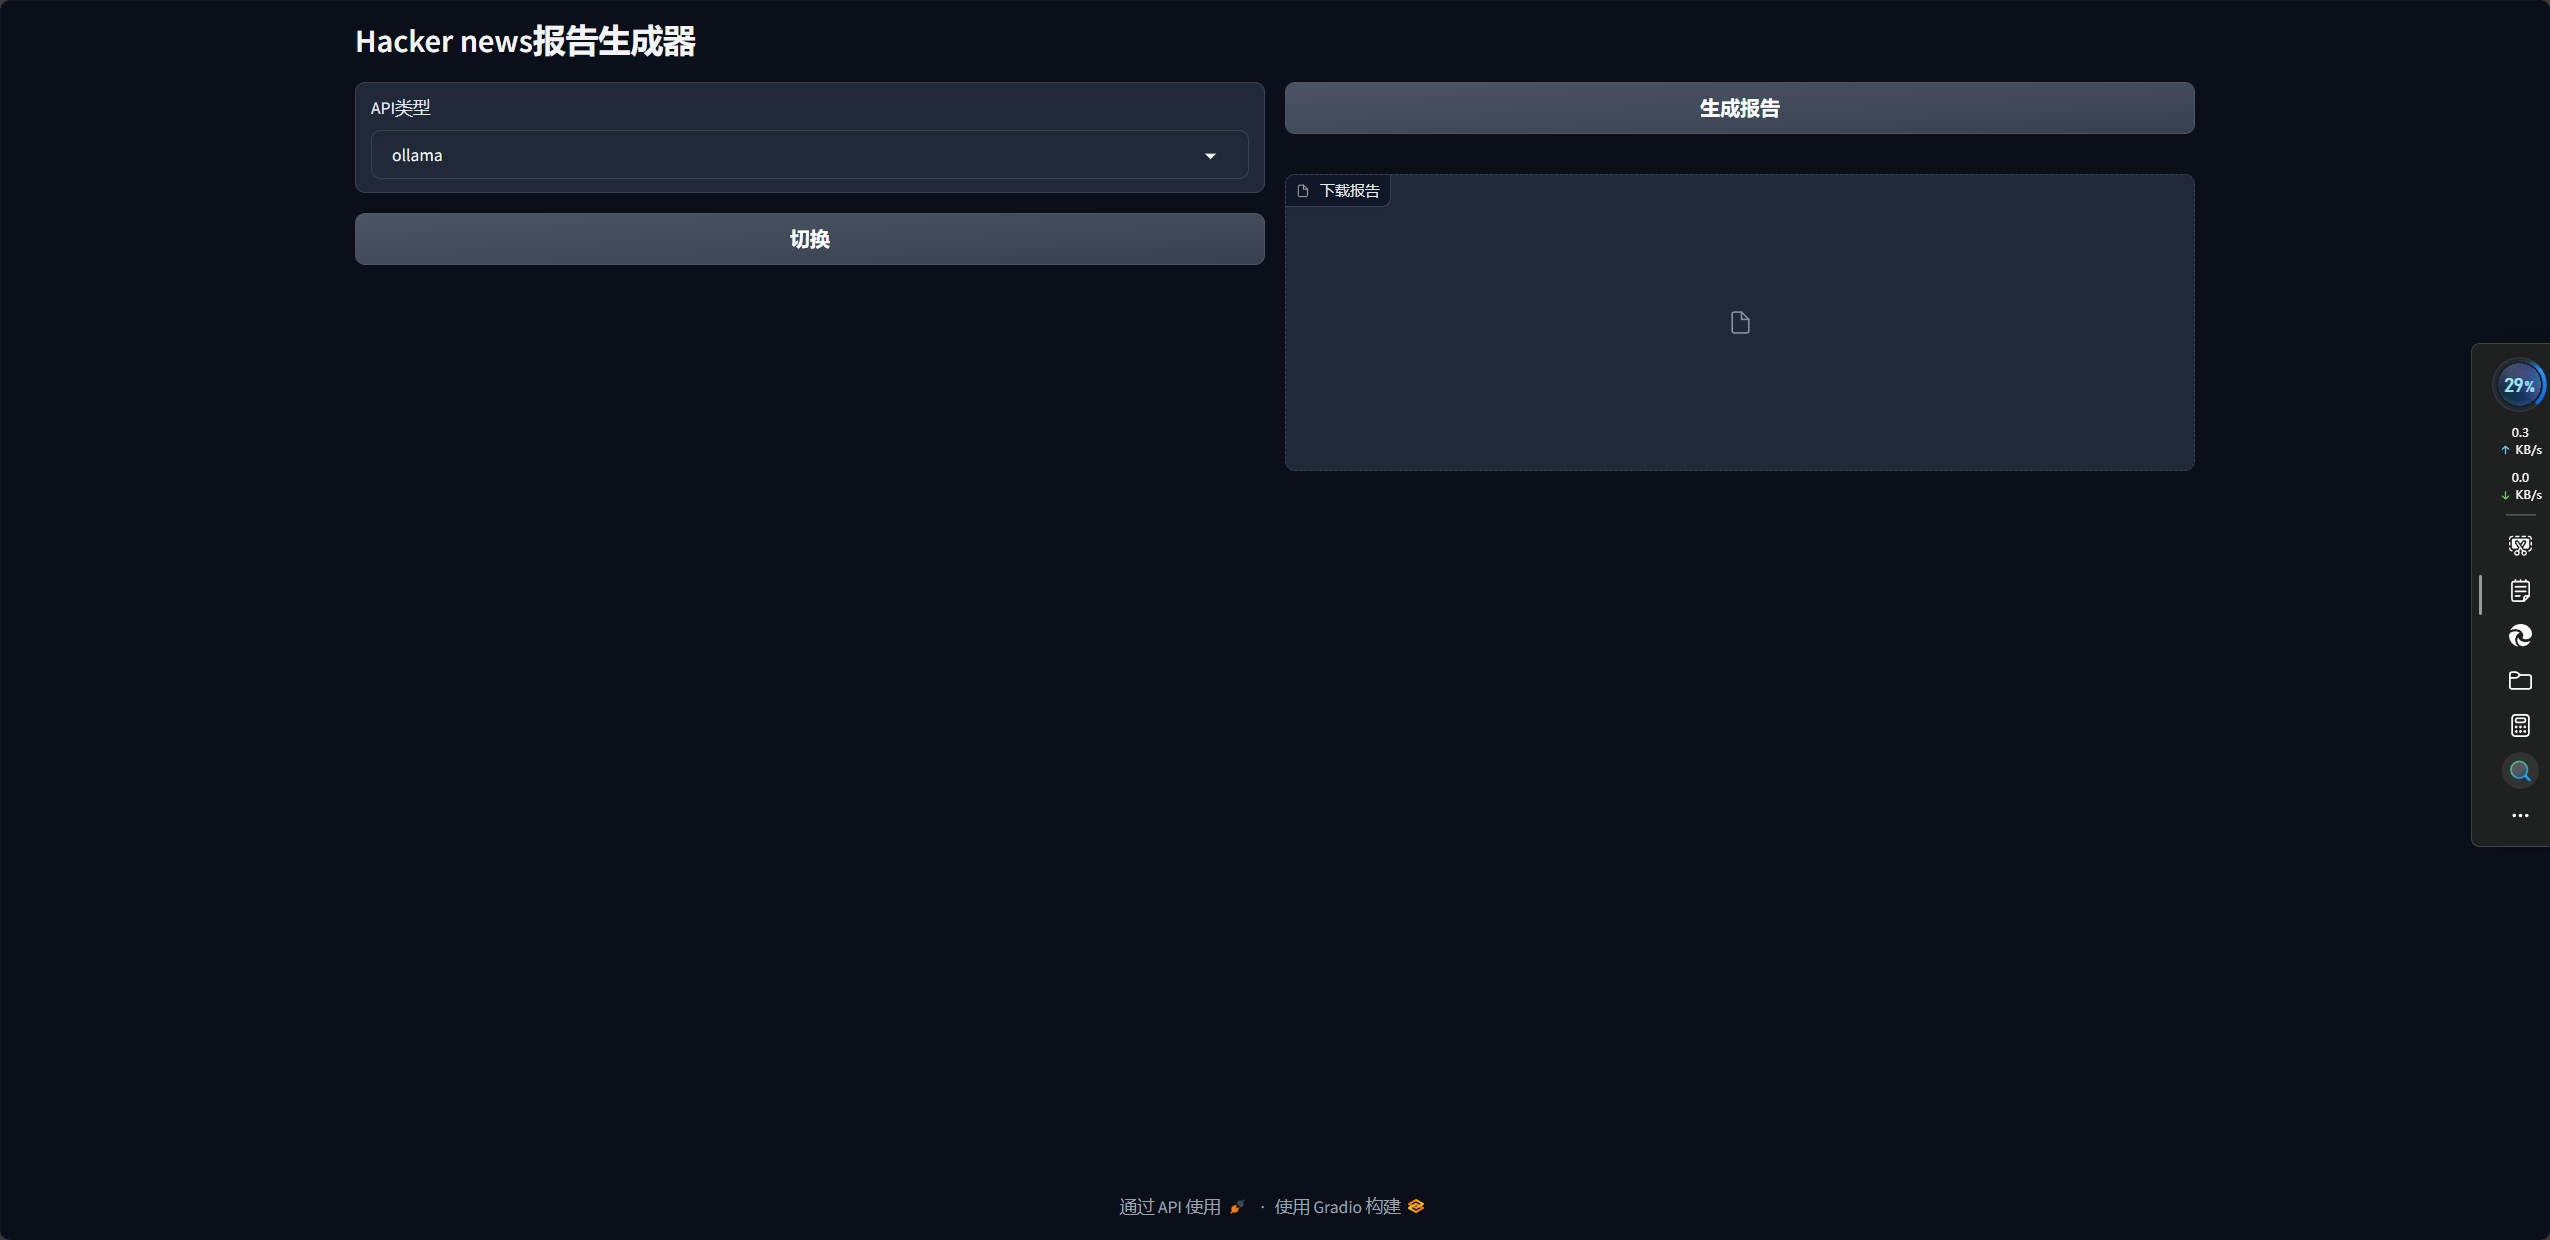 Hacker news报告生成器
API类型
ollama
切换
生成报告
下载报告
29%
0.3
↑ KB/s
0.0
↓ KB/s
通过 API 使用 🚀 · 使用 Gradio 构建